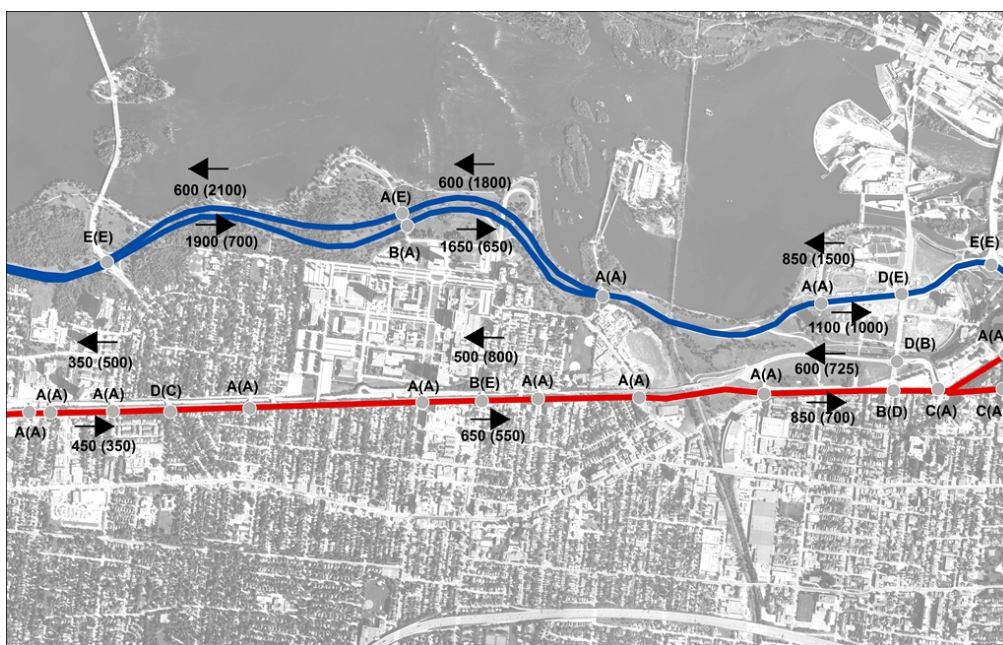 600 (2100)
600 (1800)
A(E)
E(E)
1900 (700)
1650 (650)
B(A)
850 (1500)
E(E)
D(E)
A(A)
A(A)
1100 (1000)
350 (500)
500 (800)
600 (725)
D(B)
A(A)
A(A)
A(A)
D(C)
A(A)
A(A)
B(E)
A(A)
A(A)
A(A)
A(A)
450 (350)
650 (550)
850 (700)
B(D)
C(A)
C(A